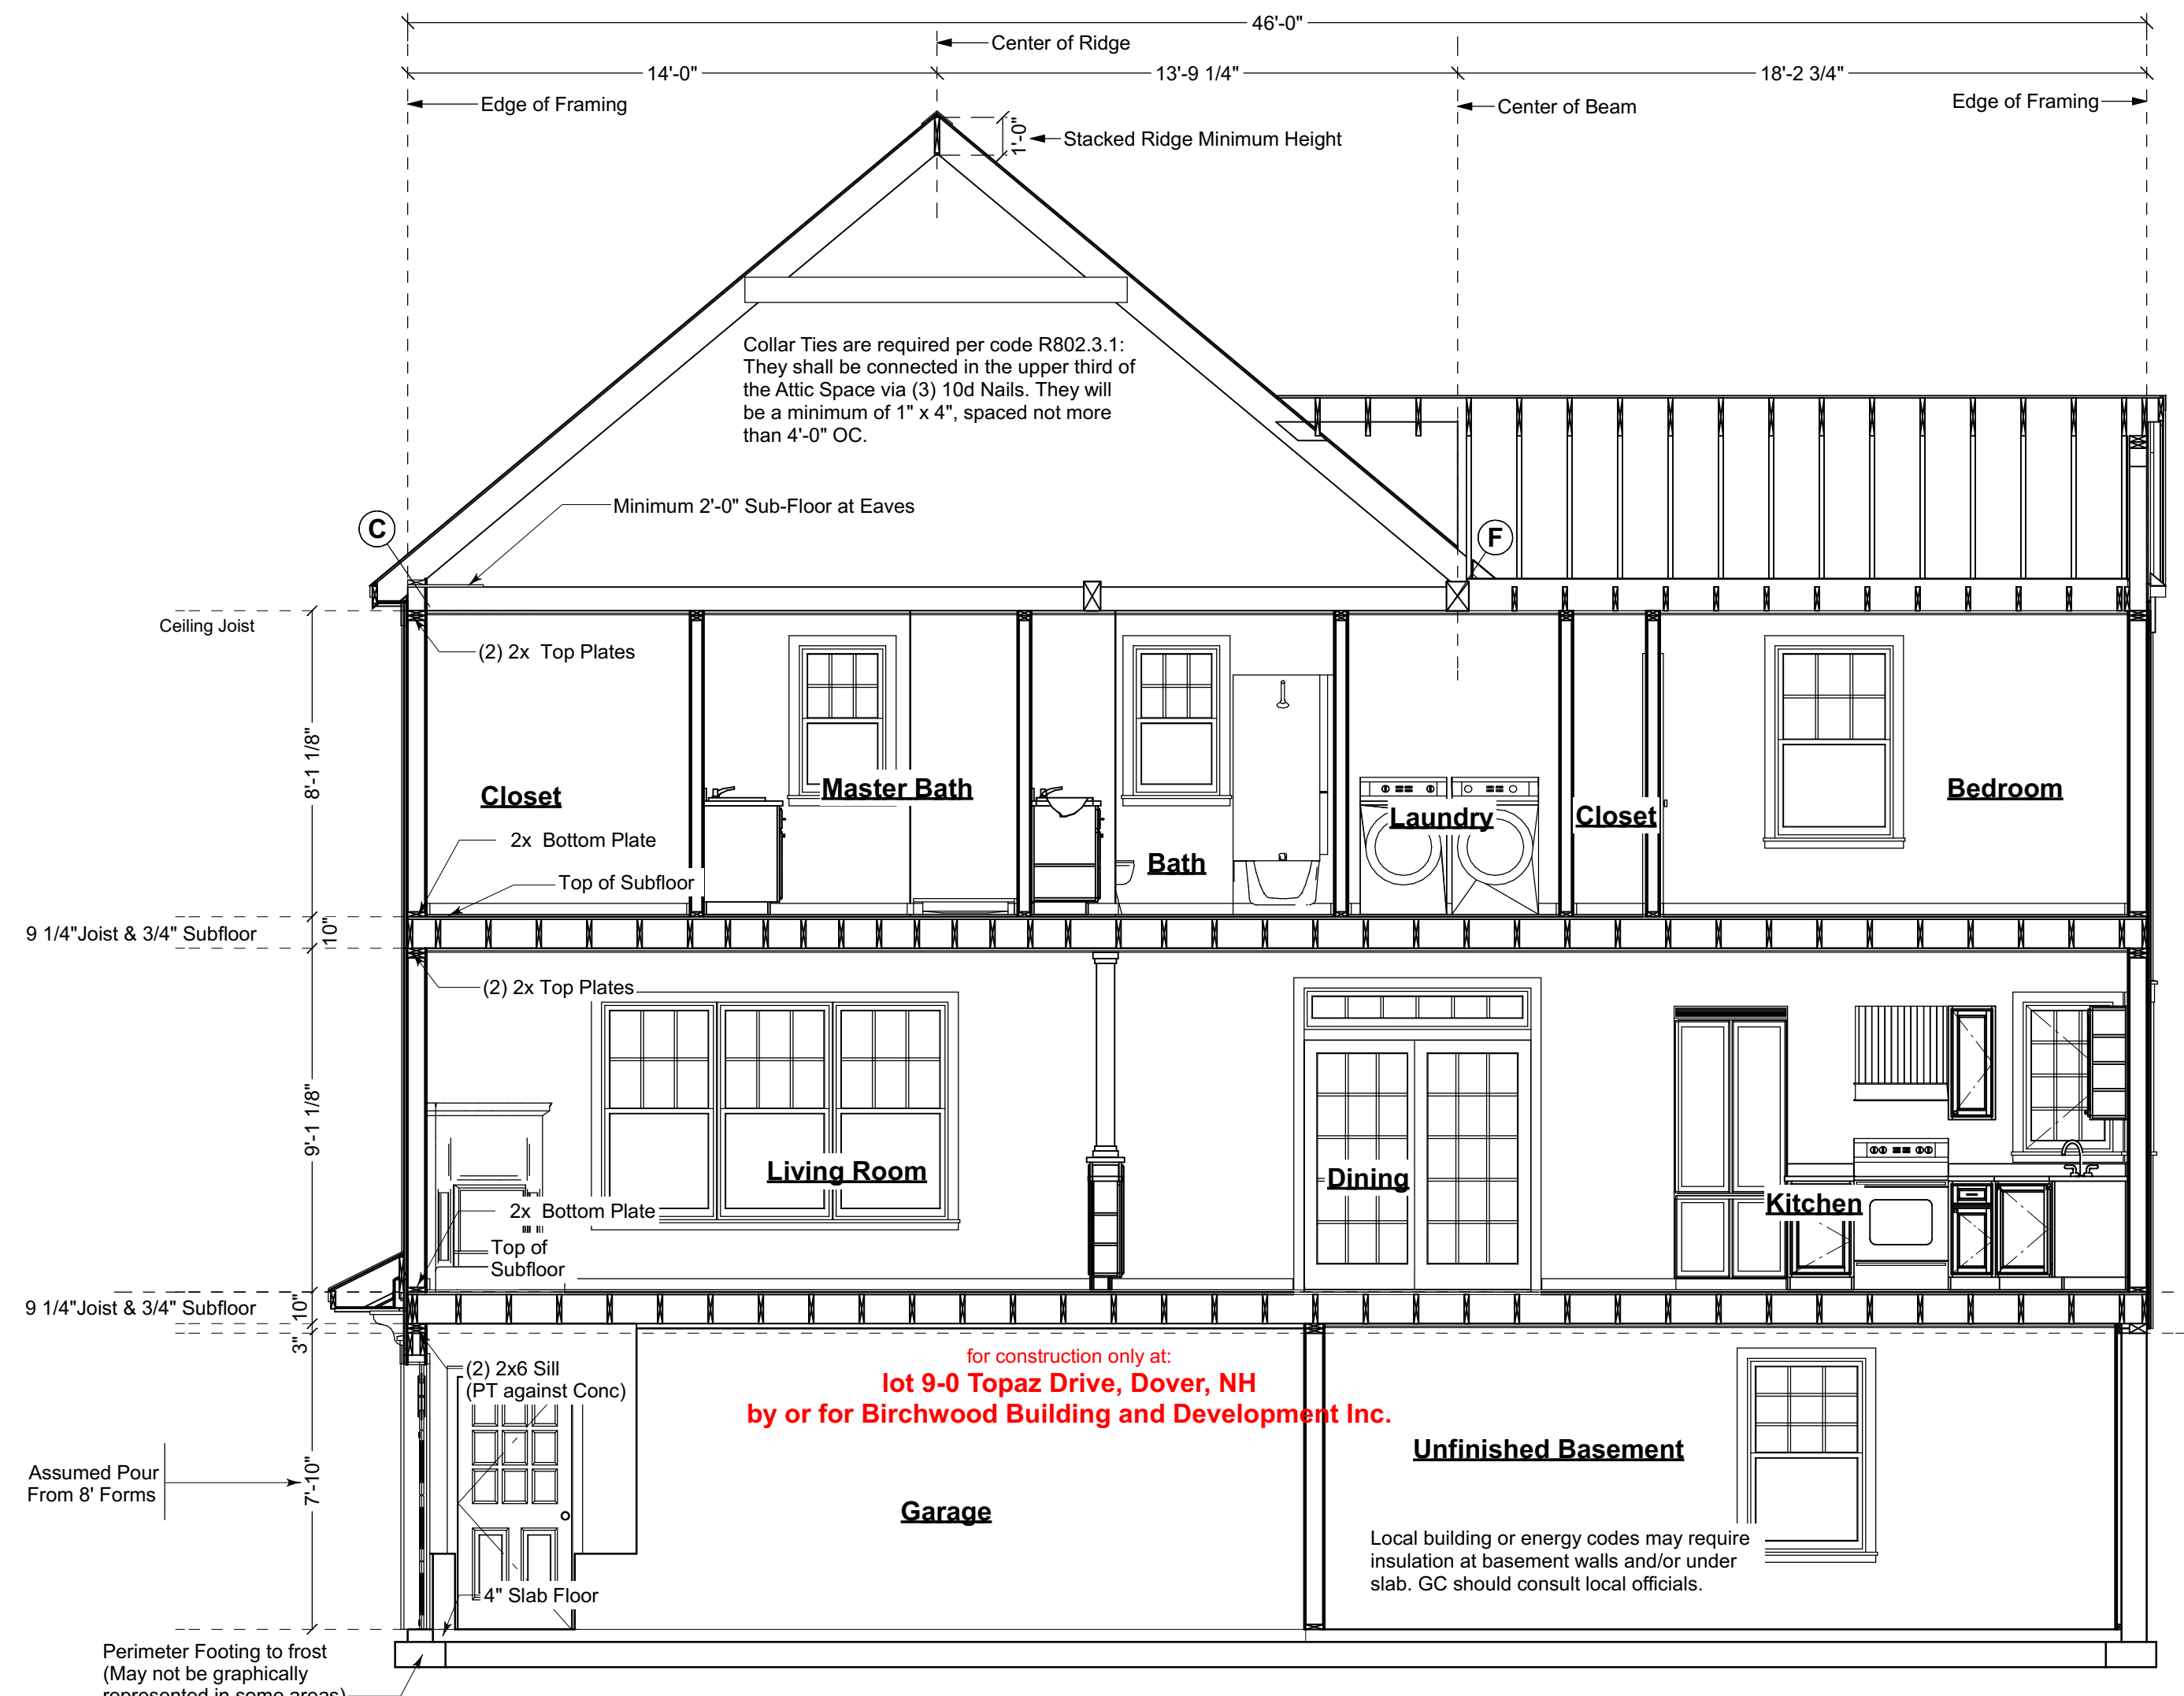 46'-0"
Center of Ridge
14'-0"
13'-9 1/4"
18'-2 3/4"
Edge of Framing
Center of Beam
Edge of Framing
1'-0"
Stacked Ridge Minimum Height
Collar Ties are required per code R802.3.1:
They shall be connected in the upper third of
the Attic Space via (3) 10d Nails. They will
be a minimum of 1" x 4", spaced not more
than 4'-0" OC.
Minimum 2'-0" Sub-Floor at Eaves
C
F
Ceiling Joist
(2) 2x Top Plates
8'-1 1/8"
Closet
Master Bath
Bedroom
Laundry
Closet
2x Bottom Plate
Bath
Top of Subfloor
9 1/4"Joist & 3/4" Subfloor
10"
(2) 2x Top Plates
9'-1 1/8"
Living Room
Dining
Kitchen
2x Bottom Plate
Top of
Subfloor
9 1/4"Joist & 3/4" Subfloor
10"
3"
(2) 2x6 Sill
(PT against Conc)
for construction only at:
lot 9-0 Topaz Drive, Dover, NH
by or for Birchwood Building and Development Inc.
Unfinished Basement
Assumed Pour
From 8' Forms
7'-10"
Garage
Local building or energy codes may require
insulation at basement walls and/or under
slab. GC should consult local officials.
4" Slab Floor
Perimeter Footing to frost
(May not be graphically
represented in some areas)